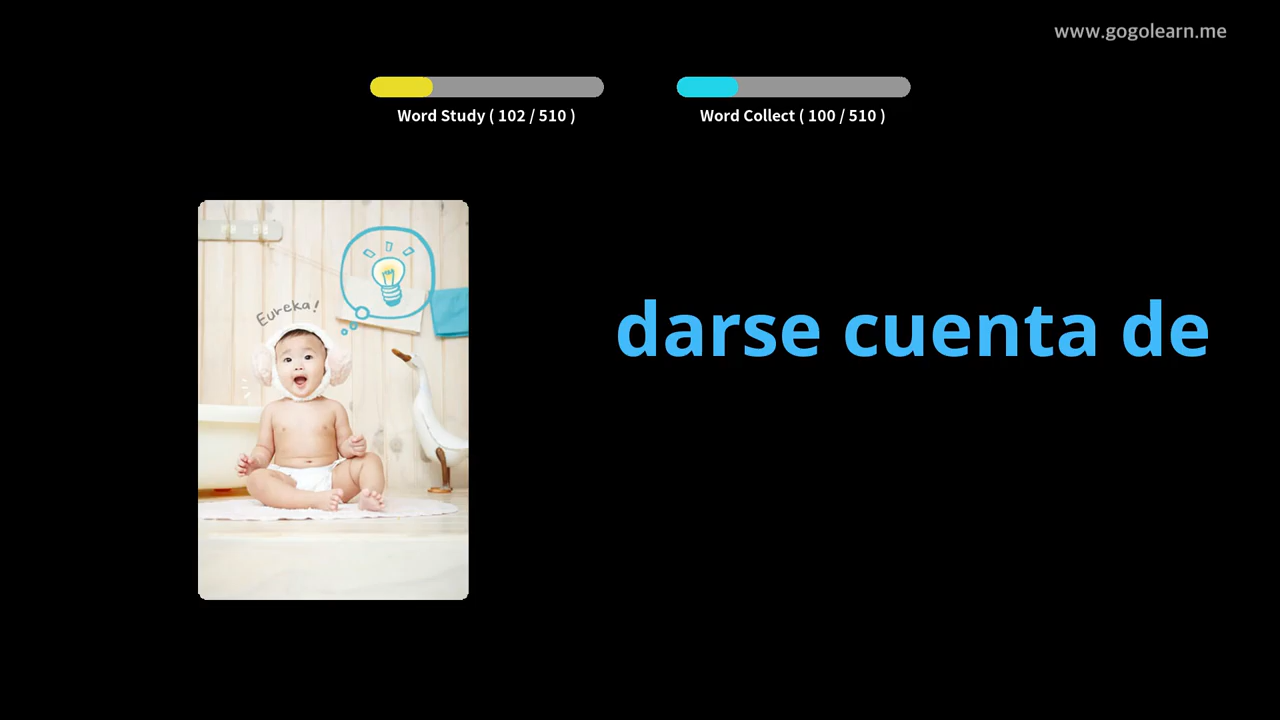 www.gogolearn.me
Word Study ( 102 / 510 )
Word Collect ( 100 / 510 )
Eureka!
darse cuenta de